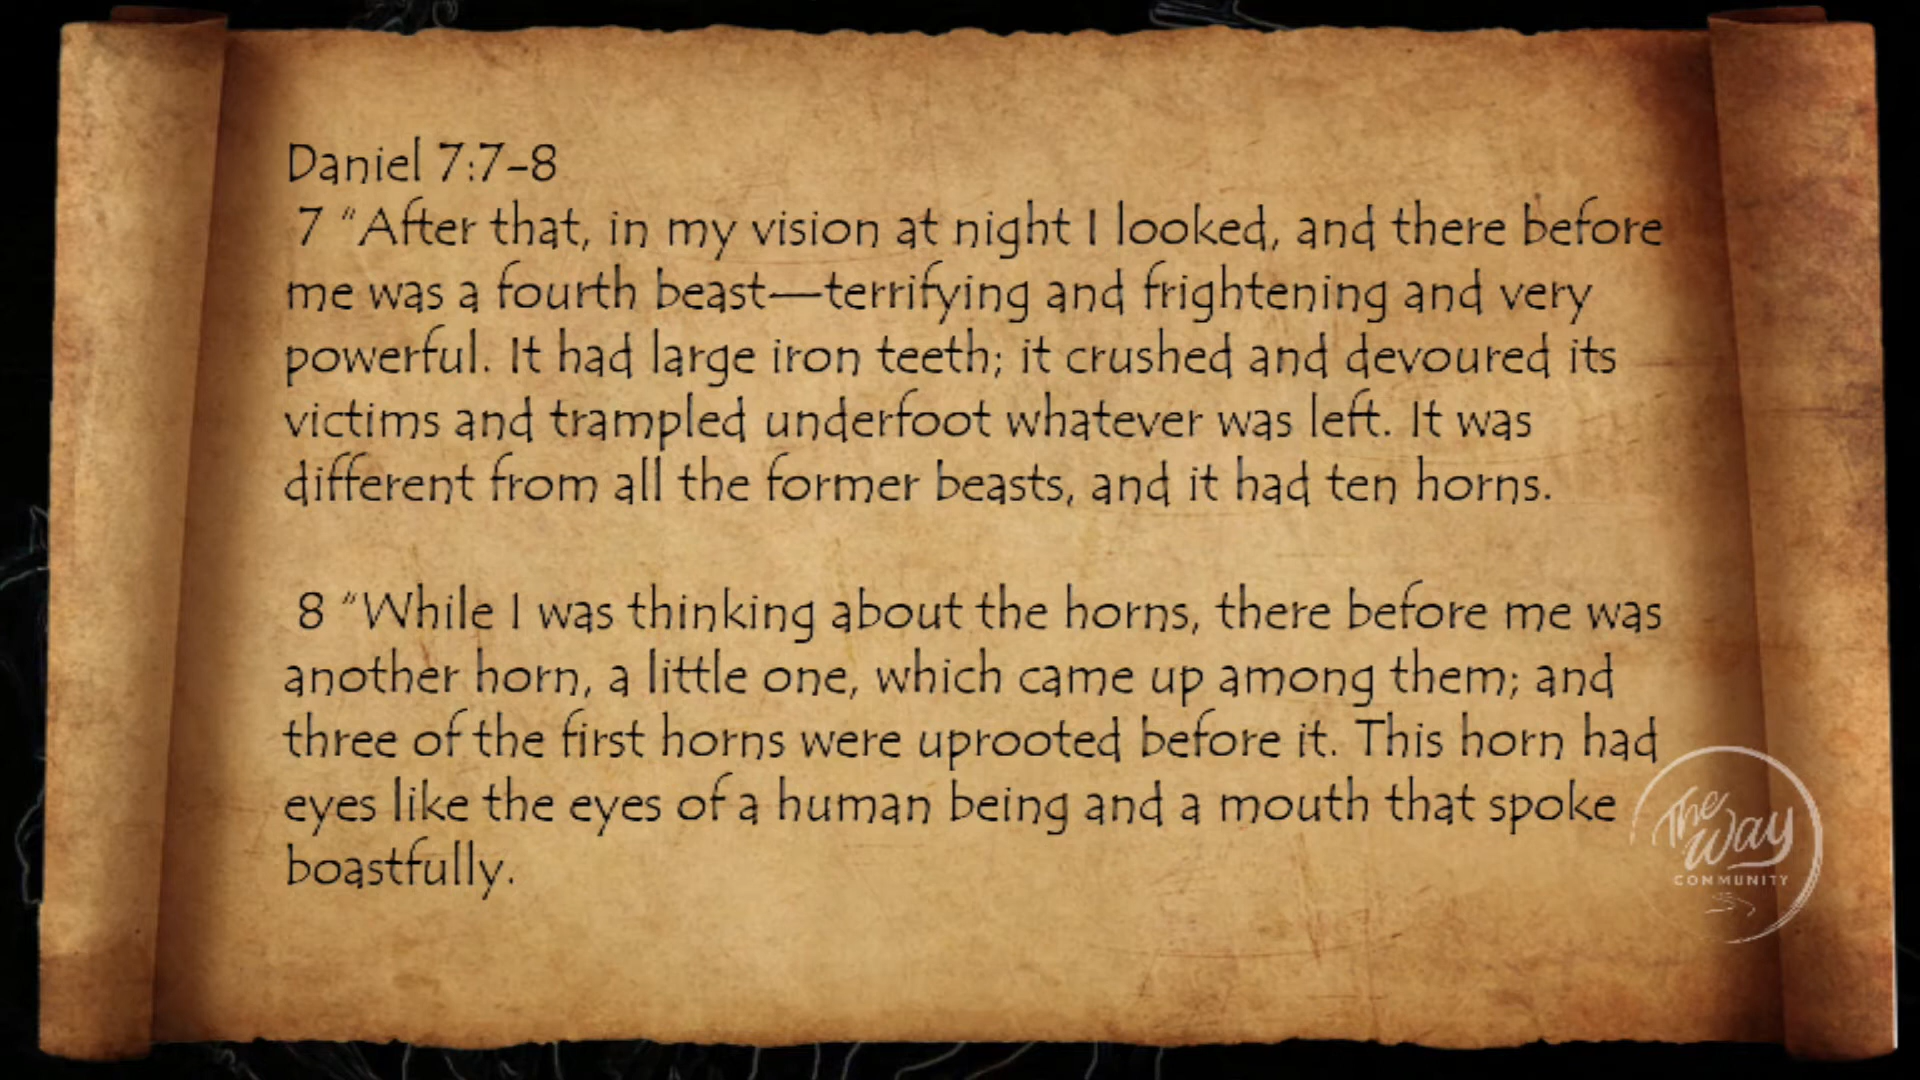 Daniel 7:7-8
7 “After that, in my vision at night I looked, and there before
me was a fourth beast—terrifying and frightening and very
powerful. It had large iron teeth; it crushed and devoured its
victims and trampled underfoot whatever was left. It was
different from all the former beasts, and it had ten horns.
8 “While I was thinking about the horns, there before me was
another horn, a little one, which came up among them; and
three of the first horns were uprooted before it. This horn had
eyes like the eyes of a human being and a mouth that spoke
boastfully.
The
Way
COMMUNITY